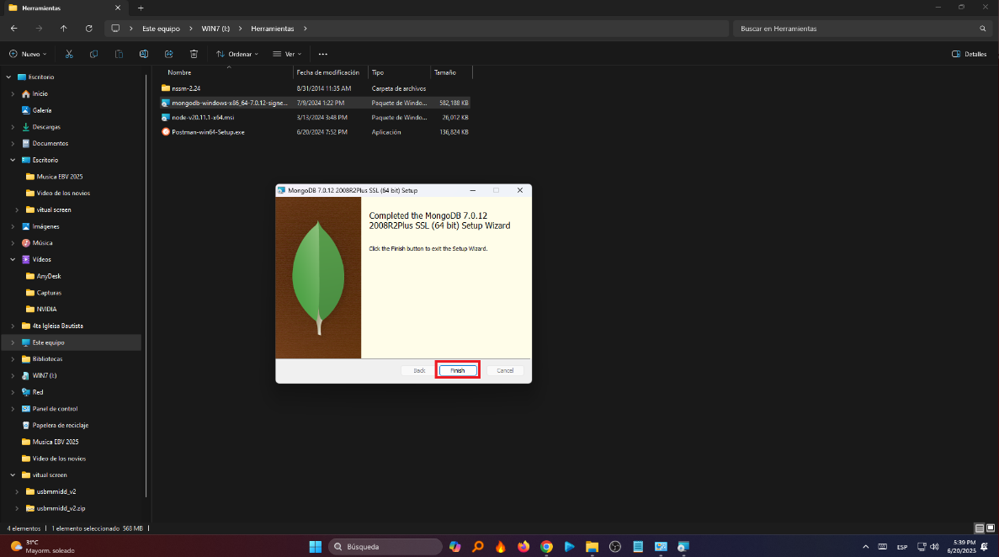 Herramientas
Este equipo
WIN7 (I:)
Herramientas
Buscar en Herramientas
Nuevo
Ordenar
Ver
Detalles
Nombre
Fecha de modificación
Tipo
Tamaño
nssm-2.24
8/31/2014 11:35 AM
Carpeta de archivos
mongodb-windows-x86_64-7.0.12-signe...
7/9/2024 1:22 PM
Paquete de Windo...
582,188 KB
node-v20.11.1-x64.msi
3/13/2024 3:48 PM
Paquete de Windo...
26,012 KB
Postman-win64-Setup.exe
6/20/2024 7:52 PM
Aplicación
136,824 KB
Escritorio
Inicio
Galería
Descargas
Documentos
Escritorio
Musica EBV 2025
Video de los novios
vitual screen
Imágenes
Música
Vídeos
AnyDesk
Capturas
NVIDIA
4ta Igleisa Bautista
Este equipo
Bibliotecas
WIN7 (I:)
Red
Panel de control
Papelera de reciclaje
Musica EBV 2025
Video de los novios
vitual screen
usbmmidd_v2
usbmmidd_v2.zip
MongoDB 7.0.12 2008R2Plus SSL (64 bit) Setup
Completed the MongoDB 7.0.12
2008R2Plus SSL (64 bit) Setup Wizard
Click the Finish button to exit the Setup Wizard.
Back
Finish
Cancel
4 elementos
1 elemento seleccionado 568 MB
31°C
Mayorm. soleado
Búsqueda
ESP
5:39 PM
6/20/2025